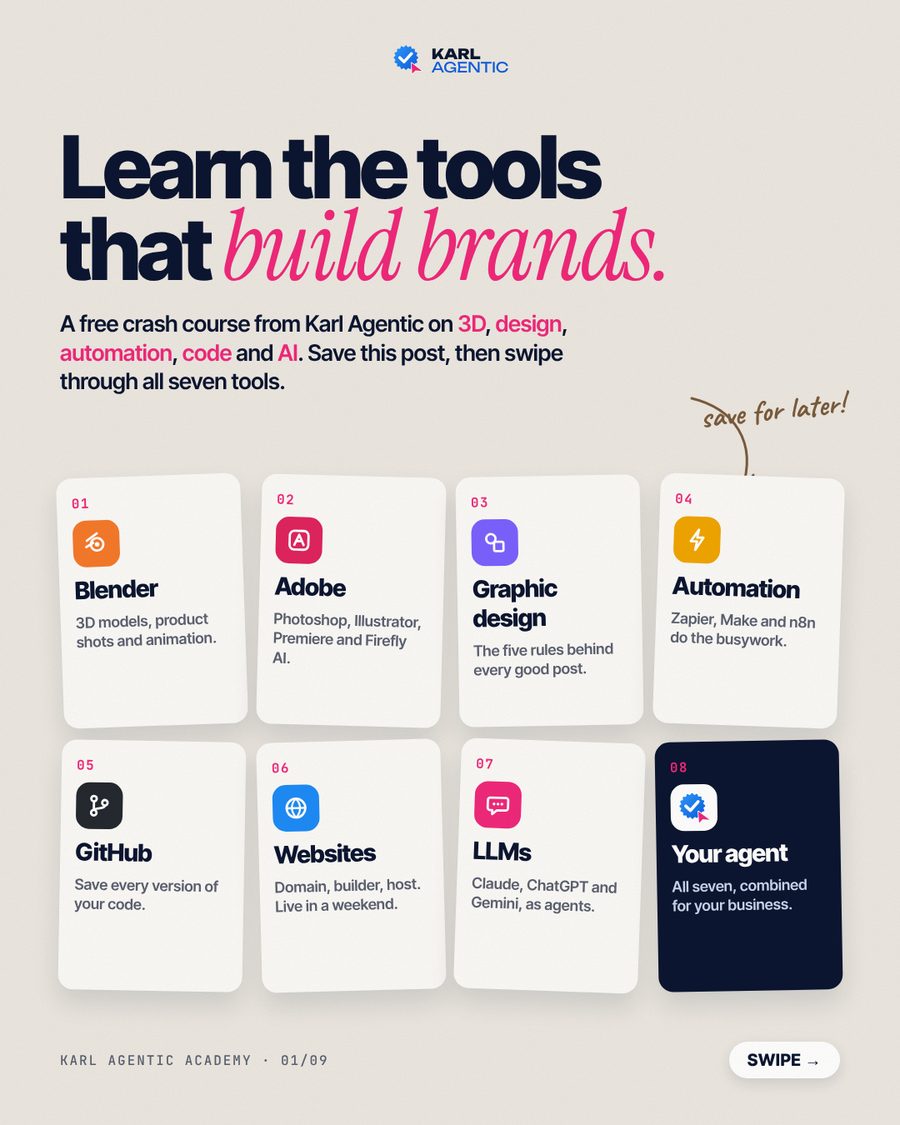 KARL
AGENTIC
Learn the tools
that build brands.
A free crash course from Karl Agentic on 3D, design,
automation, code and AI. Save this post, then swipe
through all seven tools.
save for later!
01
Blender
3D models, product
shots and animation.
02
Adobe
Photoshop, Illustrator,
Premiere and Firefly
AI.
03
Graphic
design
The five rules behind
every good post.
04
Automation
Zapier, Make and n8n
do the busywork.
05
GitHub
Save every version of
your code.
06
Websites
Domain, builder, host.
Live in a weekend.
07
LLMs
Claude, ChatGPT and
Gemini, as agents.
08
Your agent
All seven, combined
for your business.
KARL AGENTIC ACADEMY · 01/09
SWIPE →